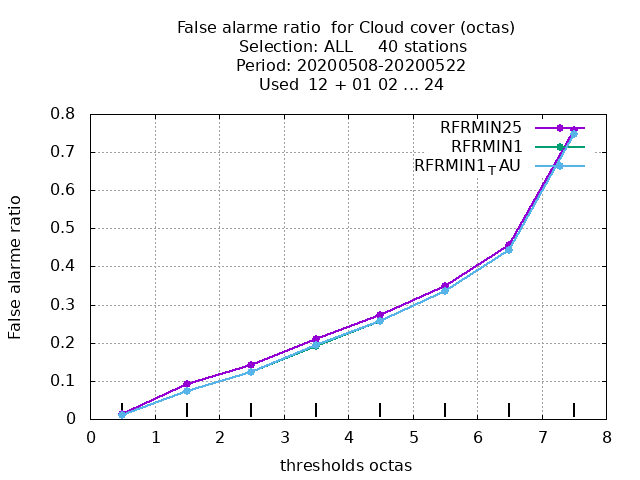 False alarme ratio  for Cloud cover (octas)
Selection: ALL     40 stations
Period: 20200508-20200522
Used  12 + 01 02 ... 24
RFRMIN25
RFRMIN1
RFRMIN1TAU
False alarme ratio
0.8
0.7
0.6
0.5
0.4
0.3
0.2
0.1
0
0 1 2 3 4 5 6 7 8
thresholds octas